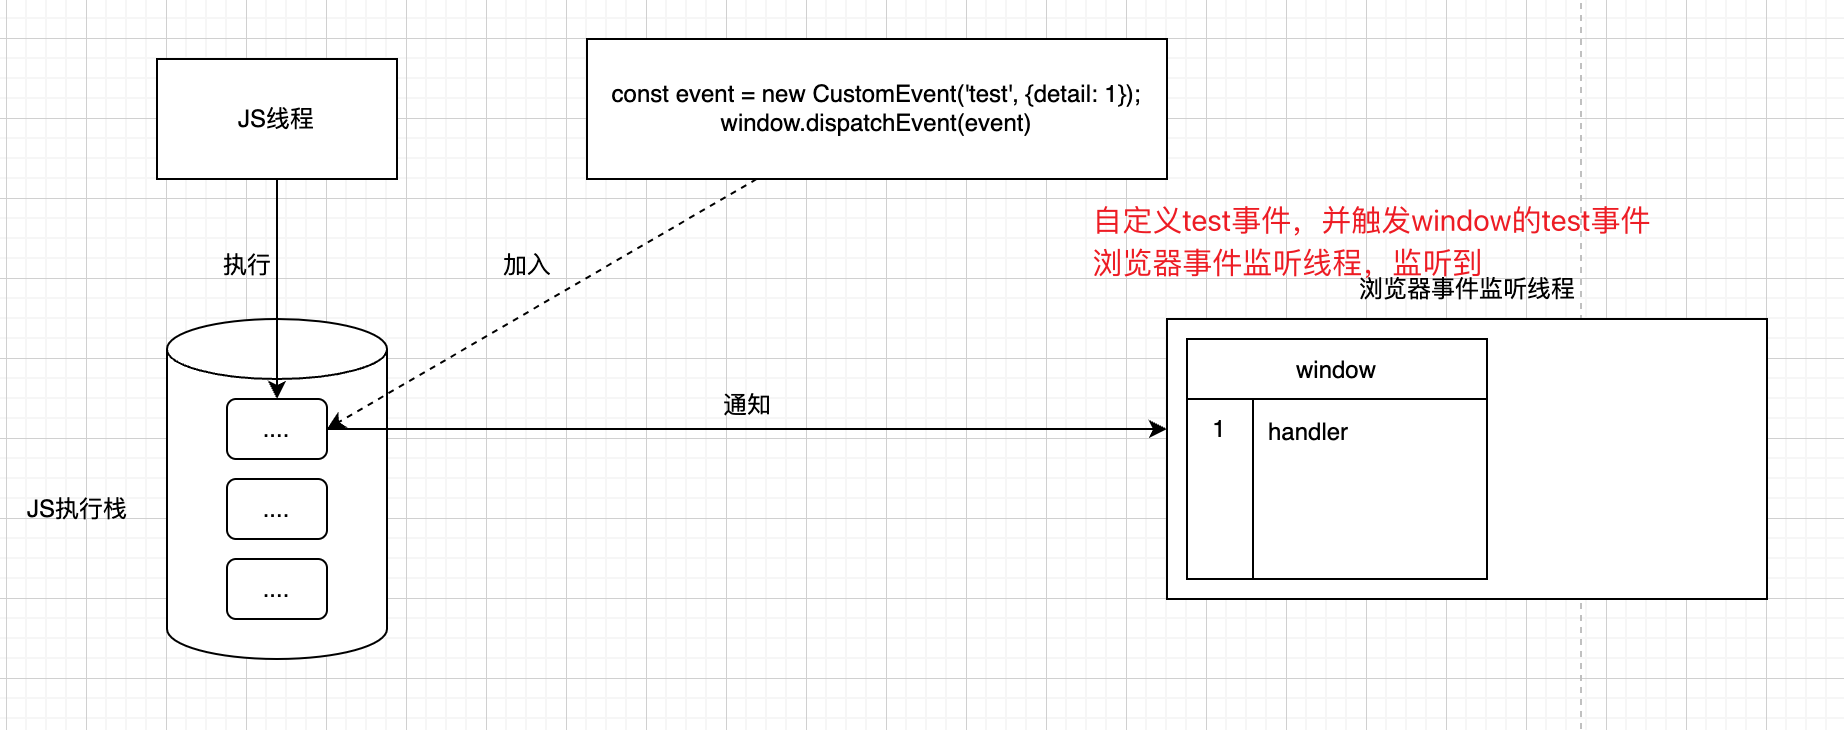 JS线程
const event = new CustomEvent('test', {detail: 1});
window.dispatchEvent(event)
执行
加入
自定义test事件，并触发window的test事件
浏览器事件监听线程，监听到
浏览器事件监听线程
window
通知
1
handler
....
JS执行栈
....
....